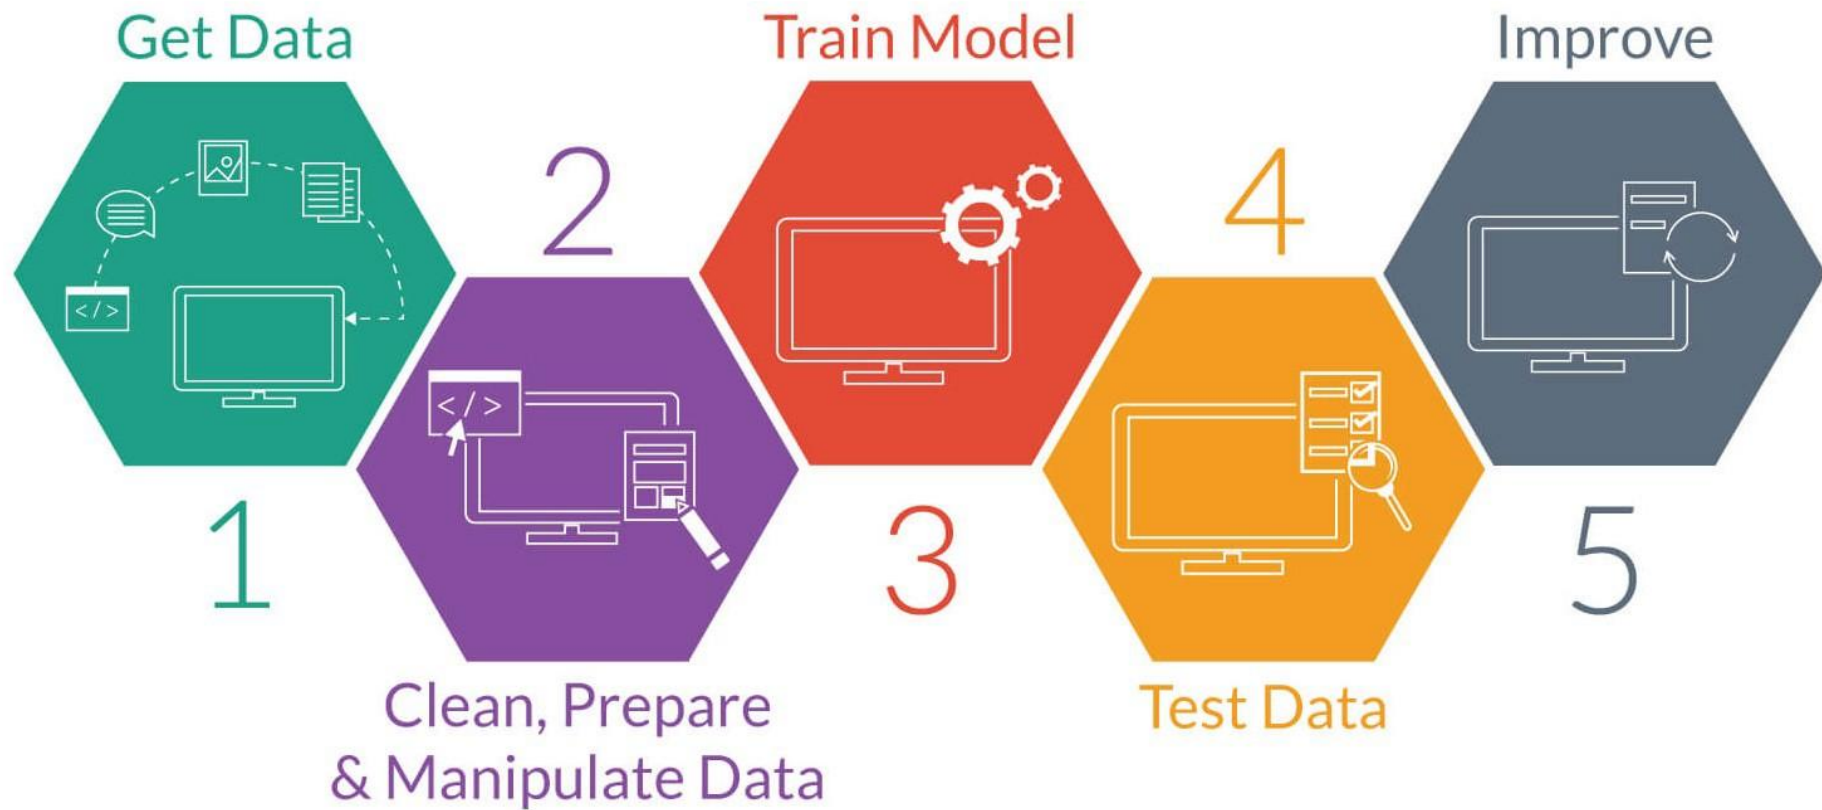 Get Data
1
2
Clean, Prepare
& Manipulate Data
Train Model
3
4
Test Data
Improve
5
</ >
</ >